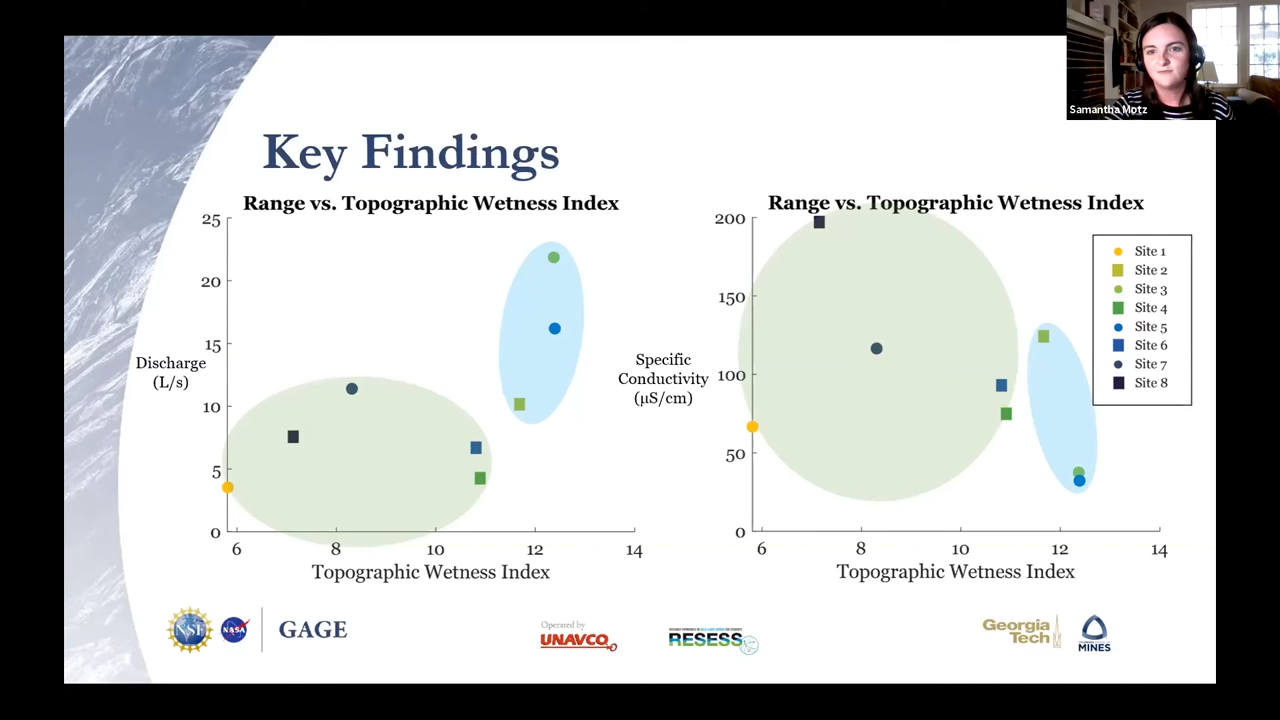 Samantha Motz
Key Findings
Range vs. Topographic Wetness Index
25
20
15
10
5
0
Discharge
(L/s)
6
8
10
12
14
Topographic Wetness Index
Range vs. Topographic Wetness Index
200
150
100
50
0
Specific
Conductivity
(µS/cm)
6
8
10
12
14
Topographic Wetness Index
Site 1
Site 2
Site 3
Site 4
Site 5
Site 6
Site 7
Site 8
NSF
NASA
GAGE
Operated by
UNAVCO
RESESS
Georgia
Tech
MINES